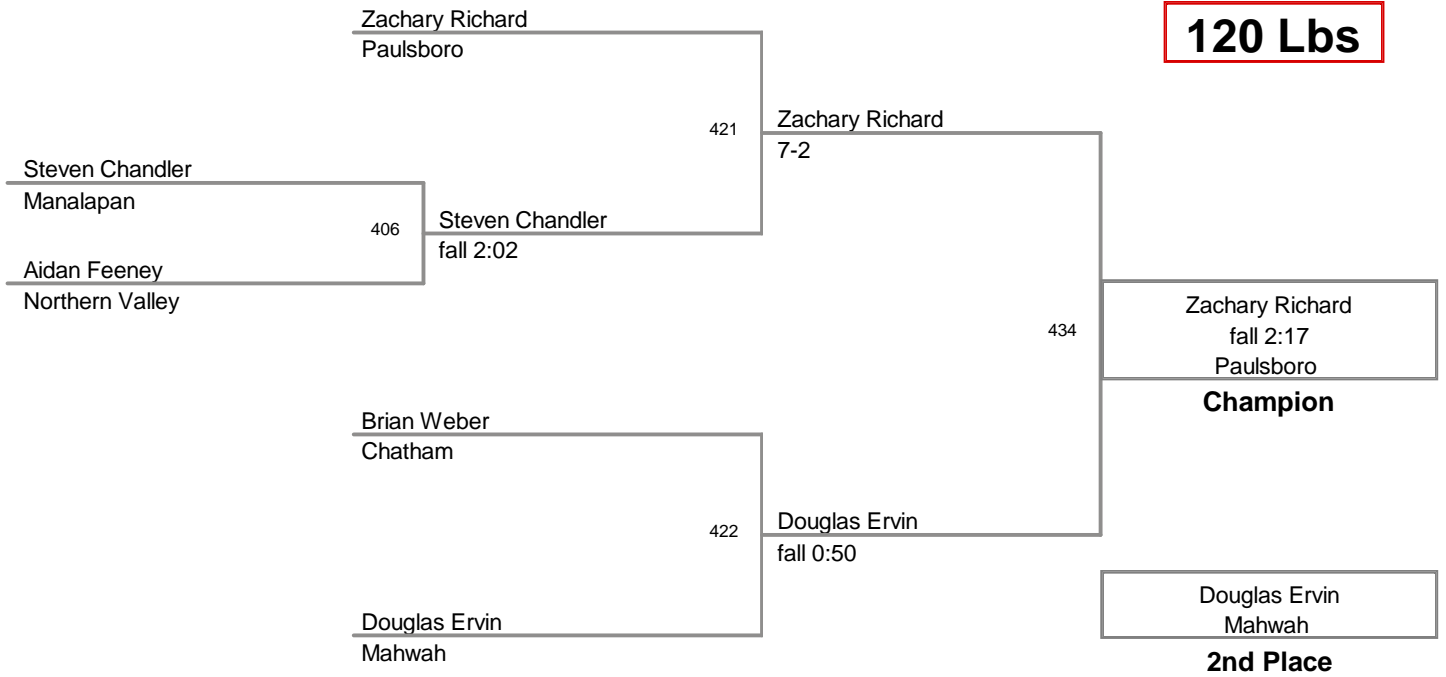 Zachary Richard
Paulsboro
120 Lbs
421
Zachary Richard
7-2
Steven Chandler
Manalapan
406
Steven Chandler
fall 2:02
Aidan Feeney
Northern Valley
434
Zachary Richard
fall 2:17
Paulsboro
Champion
Brian Weber
Chatham
422
Douglas Ervin
fall 0:50
Douglas Ervin
Mahwah
Douglas Ervin
Mahwah
2nd Place